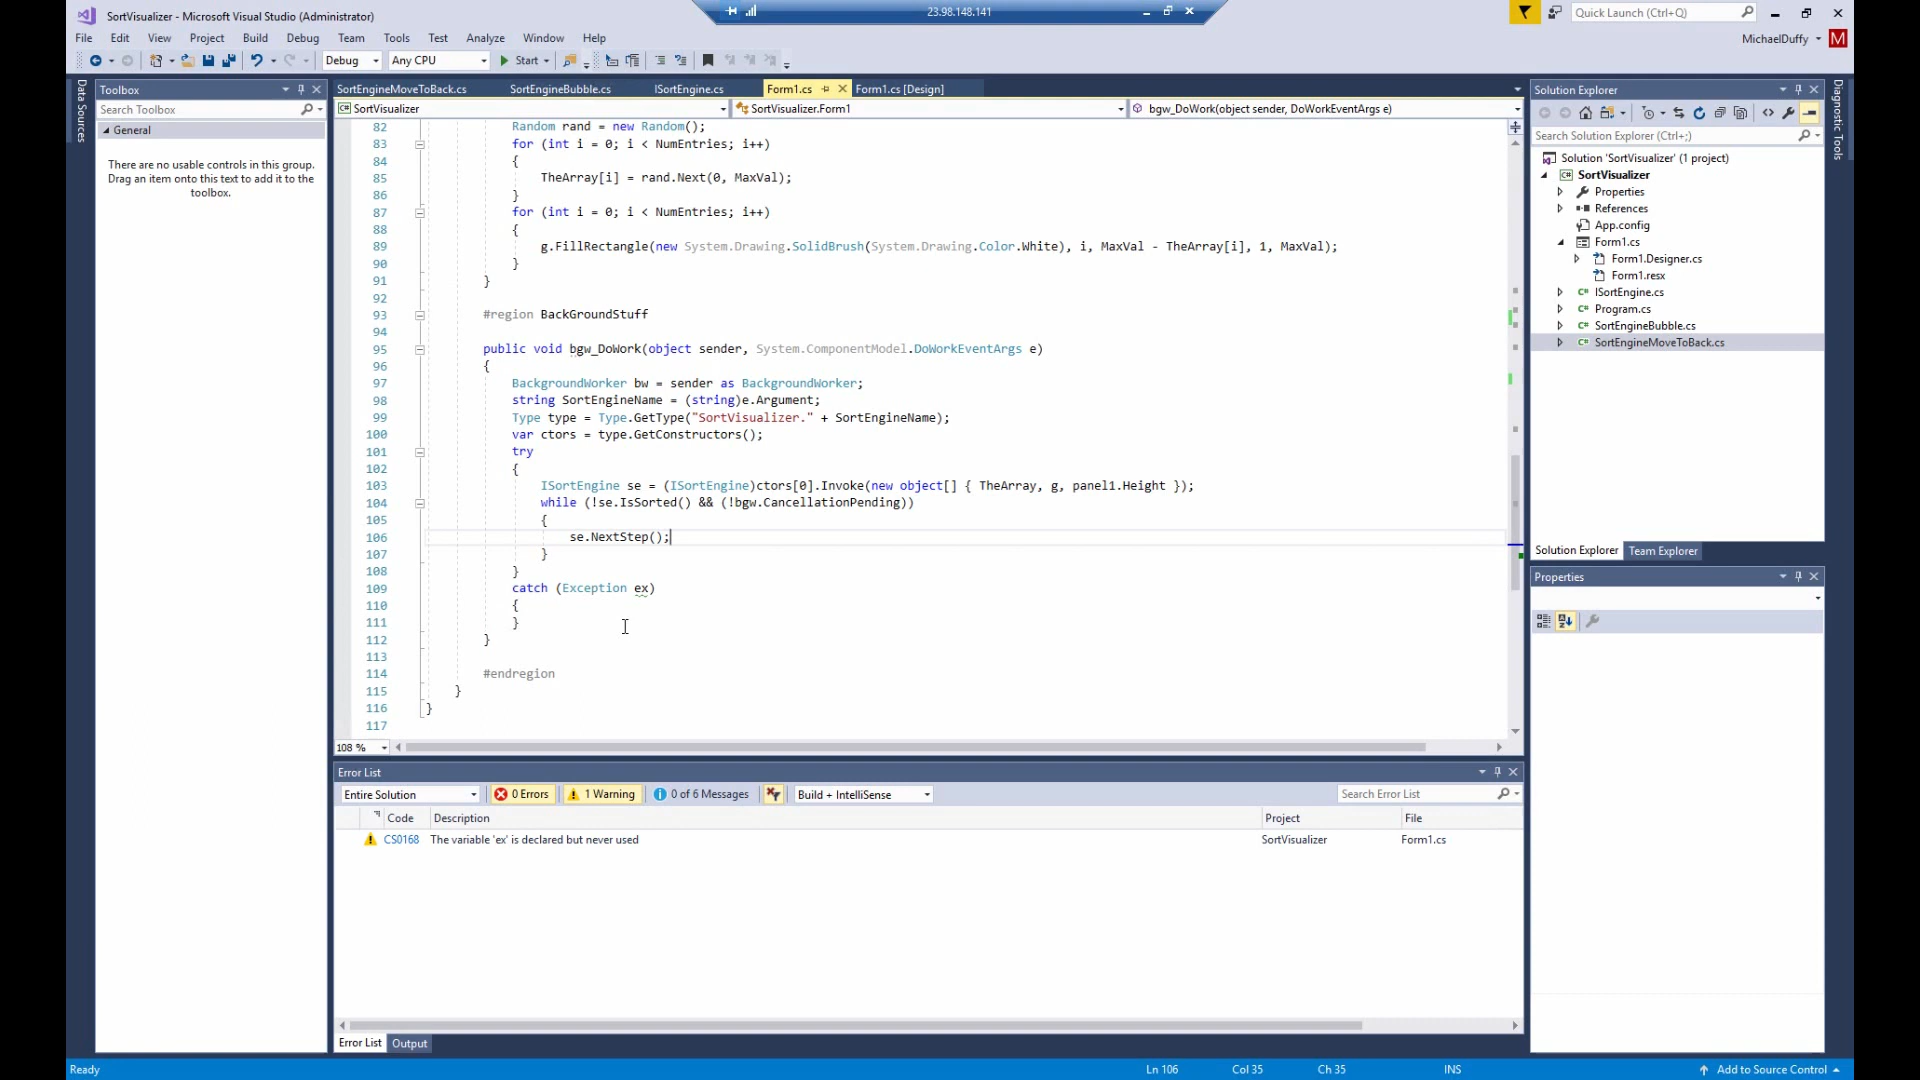 SortVisualizer - Microsoft Visual Studio (Administrator)
23.98.148.141
Quick Launch (Ctrl+Q)
File Edit View Project Build Debug Team Tools Test Analyze Window Help
MichaelDuffy M
Debug Any CPU Start
Data Sources
Toolbox
Search Toolbox
General
There are no usable controls in this group.
Drag an item onto this text to add it to the
toolbox.
SortEngineMoveToBack.cs SortEngineBubble.cs ISortEngine.cs Form1.cs Form1.cs [Design]
SortVisualizer SortVisualizer.Form1 bgw_DoWork(object sender, DoWorkEventArgs e)
82 Random rand = new Random();
83 for (int i = 0; i < NumEntries; i++)
84 {
85 TheArray[i] = rand.Next(0, MaxVal);
86 }
87 for (int i = 0; i < NumEntries; i++)
88 {
89 g.FillRectangle(new System.Drawing.SolidBrush(System.Drawing.Color.White), i, MaxVal - TheArray[i], 1, MaxVal);
90 }
91 }
92
93 #region BackGroundStuff
94
95 public void bgw_DoWork(object sender, System.ComponentModel.DoWorkEventArgs e)
96 {
97 BackgroundWorker bw = sender as BackgroundWorker;
98 string SortEngineName = (string)e.Argument;
99 Type type = Type.GetType("SortVisualizer." + SortEngineName);
100 var ctors = type.GetConstructors();
101 try
102 {
103 ISortEngine se = (ISortEngine)ctors[0].Invoke(new object[] { TheArray, g, panel1.Height });
104 while (!se.IsSorted() && (!bgw.CancellationPending))
105 {
106 se.NextStep();
107 }
108 }
109 catch (Exception ex)
110 {
111 }
112 }
113
114 #endregion
115 }
116 }
117
108 %
Error List
Entire Solution 0 Errors 1 Warning 0 of 6 Messages Build + IntelliSense Search Error List
Code Description Project File
CS0168 The variable 'ex' is declared but never used SortVisualizer Form1.cs
Error List Output
Solution Explorer
Search Solution Explorer (Ctrl+;)
Solution 'SortVisualizer' (1 project)
C# SortVisualizer
Properties
References
App.config
Form1.cs
Form1.Designer.cs
Form1.resx
C# ISortEngine.cs
C# Program.cs
C# SortEngineBubble.cs
C# SortEngineMoveToBack.cs
Solution Explorer Team Explorer
Properties
Diagnostic Tools
Ready Ln 106 Col 35 Ch 35 INS Add to Source Control